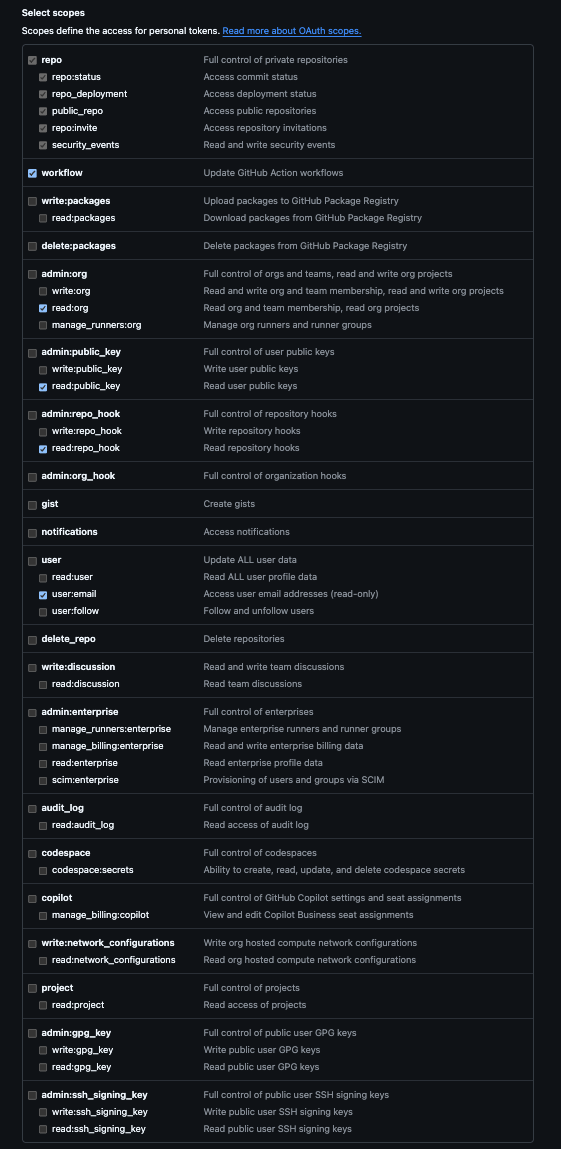 Select scopes
Scopes define the access for personal tokens. Read more about OAuth scopes.
repo Full control of private repositories
repo:status Access commit status
repo_deployment Access deployment status
public_repo Access public repositories
repo:invite Access repository invitations
security_events Read and write security events
workflow Update GitHub Action workflows
write:packages Upload packages to GitHub Package Registry
read:packages Download packages from GitHub Package Registry
delete:packages Delete packages from GitHub Package Registry
admin:org Full control of orgs and teams, read and write org projects
write:org Read and write org and team membership, read and write org projects
read:org Read org and team membership, read org projects
manage_runners:org Manage org runners and runner groups
admin:public_key Full control of user public keys
write:public_key Write user public keys
read:public_key Read user public keys
admin:repo_hook Full control of repository hooks
write:repo_hook Write repository hooks
read:repo_hook Read repository hooks
admin:org_hook Full control of organization hooks
gist Create gists
notifications Access notifications
user Update ALL user data
read:user Read ALL user profile data
user:email Access user email addresses (read-only)
user:follow Follow and unfollow users
delete_repo Delete repositories
write:discussion Read and write team discussions
read:discussion Read team discussions
admin:enterprise Full control of enterprises
manage_runners:enterprise Manage enterprise runners and runner groups
manage_billing:enterprise Read and write enterprise billing data
read:enterprise Read enterprise profile data
scim:enterprise Provisioning of users and groups via SCIM
audit_log Full control of audit log
read:audit_log Read access of audit log
codespace Full control of codespaces
codespace:secrets Ability to create, read, update, and delete codespace secrets
copilot Full control of GitHub Copilot settings and seat assignments
manage_billing:copilot View and edit Copilot Business seat assignments
write:network_configurations Write org hosted compute network configurations
read:network_configurations Read org hosted compute network configurations
project Full control of projects
read:project Read access of projects
admin:gpg_key Full control of public user GPG keys
write:gpg_key Write public user GPG keys
read:gpg_key Read public user GPG keys
admin:ssh_signing_key Full control of public user SSH signing keys
write:ssh_signing_key Write public user SSH signing keys
read:ssh_signing_key Read public user SSH signing keys